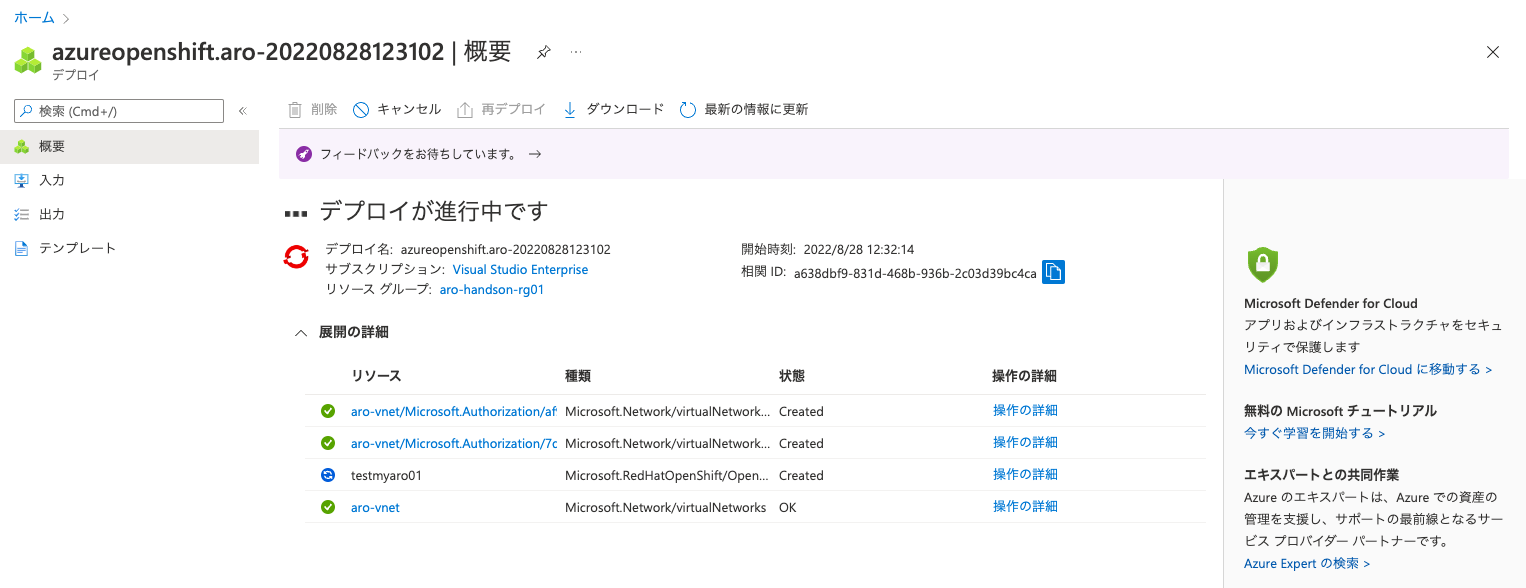 ホーム >
azureopenshift.aro-20220828123102 | 概要
デプロイ
検索 (Cmd+/)
«
削除 キャンセル 再デプロイ ダウンロード 最新の情報に更新
概要
入力
出力
テンプレート
フィードバックをお待ちしています。 →
デプロイが進行中です
デプロイ名: azureopenshift.aro-20220828123102
サブスクリプション: Visual Studio Enterprise
リソース グループ: aro-handson-rg01
開始時刻: 2022/8/28 12:32:14
相関 ID: a638dbf9-831d-468b-936b-2c03d39bc4ca
展開の詳細
リソース 種類 状態 操作の詳細
aro-vnet/Microsoft.Authorization/af Microsoft.Network/virtualNetwork... Created 操作の詳細
aro-vnet/Microsoft.Authorization/7c Microsoft.Network/virtualNetwork... Created 操作の詳細
testmyaro01 Microsoft.RedHatOpenShift/Open... Created 操作の詳細
aro-vnet Microsoft.Network/virtualNetworks OK 操作の詳細
Microsoft Defender for Cloud
アプリおよびインフラストラクチャをセキュ
リティで保護します
Microsoft Defender for Cloud に移動する >
無料の Microsoft チュートリアル
今すぐ学習を開始する >
エキスパートとの共同作業
Azure のエキスパートは、Azure での資産の
管理を支援し、サポートの最前線となるサー
ビス プロバイダー パートナーです。
Azure Expert の検索 >